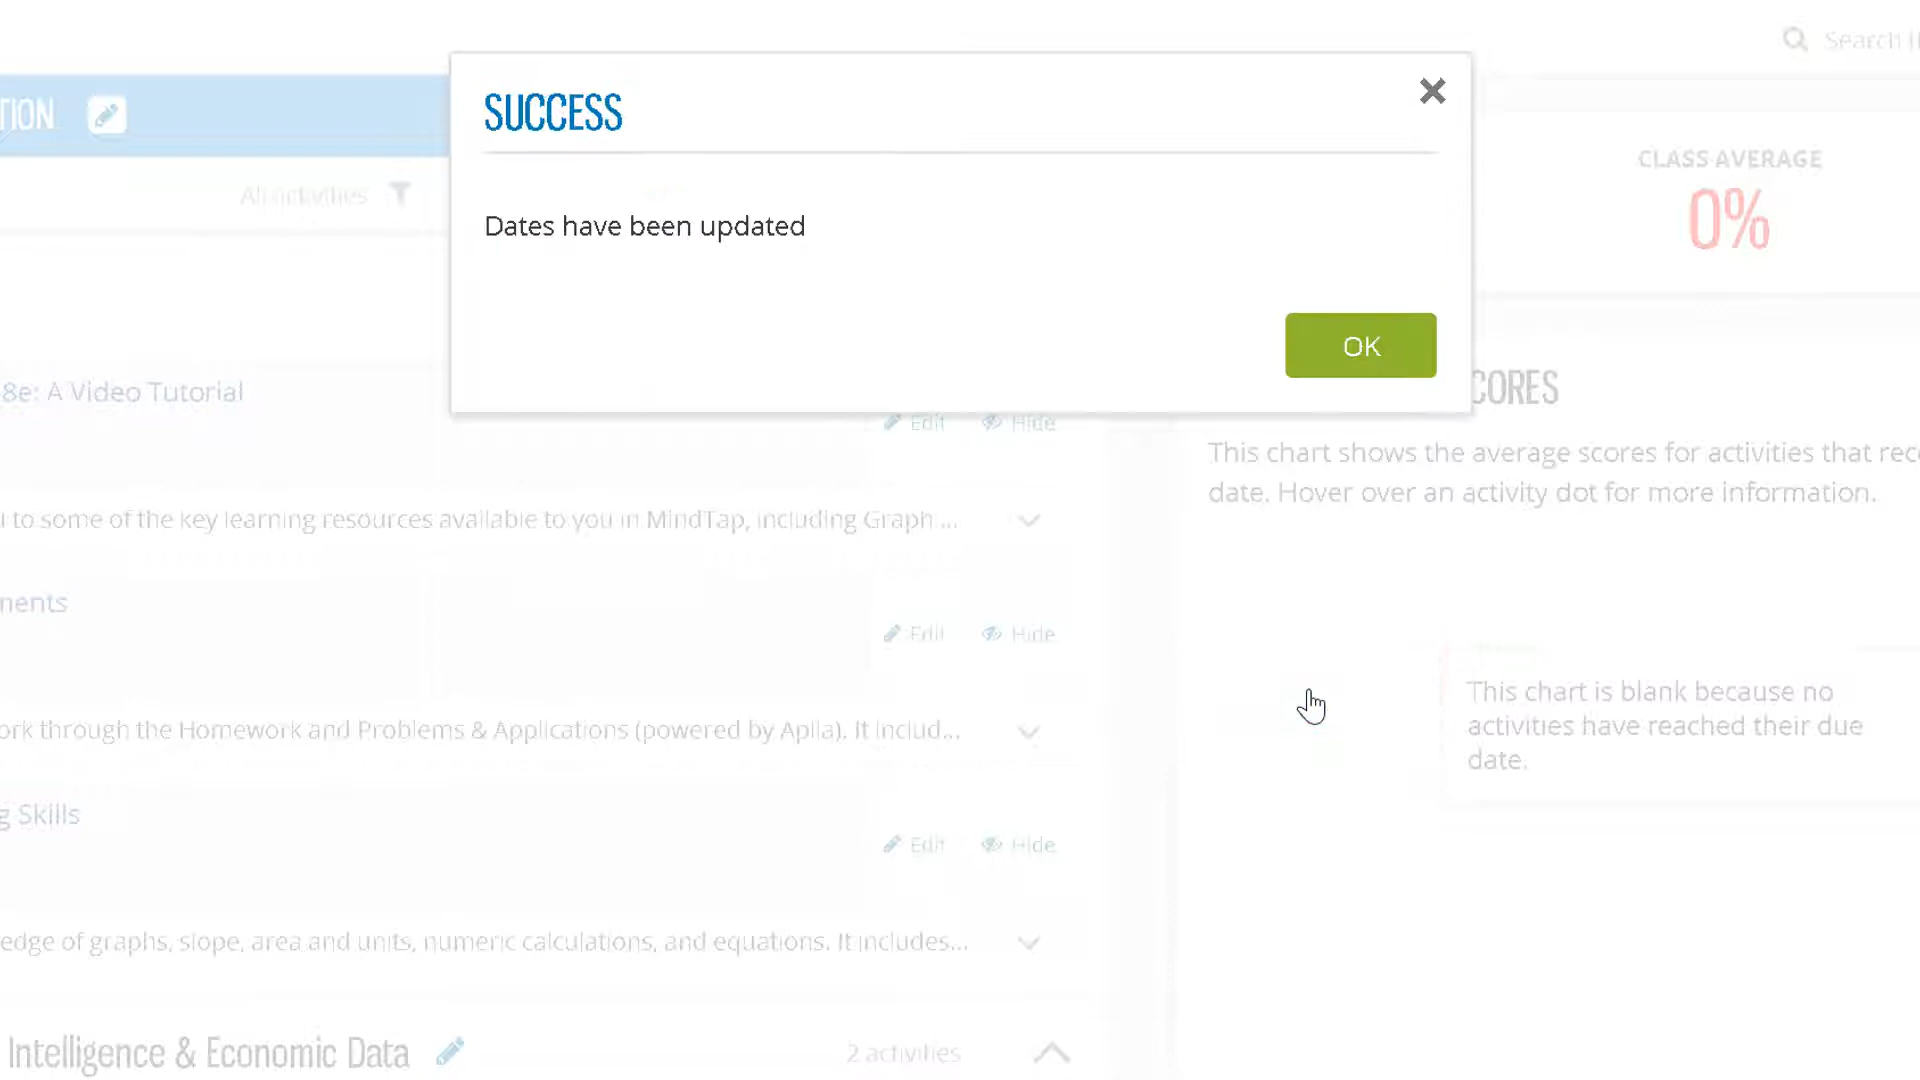 Search
TION
SUCCESS
CLASS AVERAGE
0%
All activities
Dates have been updated
OK
8e: A Video Tutorial
CORES
Edit Hide
This chart shows the average scores for activities that
date. Hover over an activity dot for more information.
to some of the key learning resources available to you in MindTap, including Graph ...
ments
Edit Hide
This chart is blank because no
activities have reached their due
date.
ork through the Homework and Problems & Applications (powered by Aplia). It includ...
g Skills
Edit Hide
edge of graphs, slope, area and units, numeric calculations, and equations. It includes...
Intelligence & Economic Data
2 activities